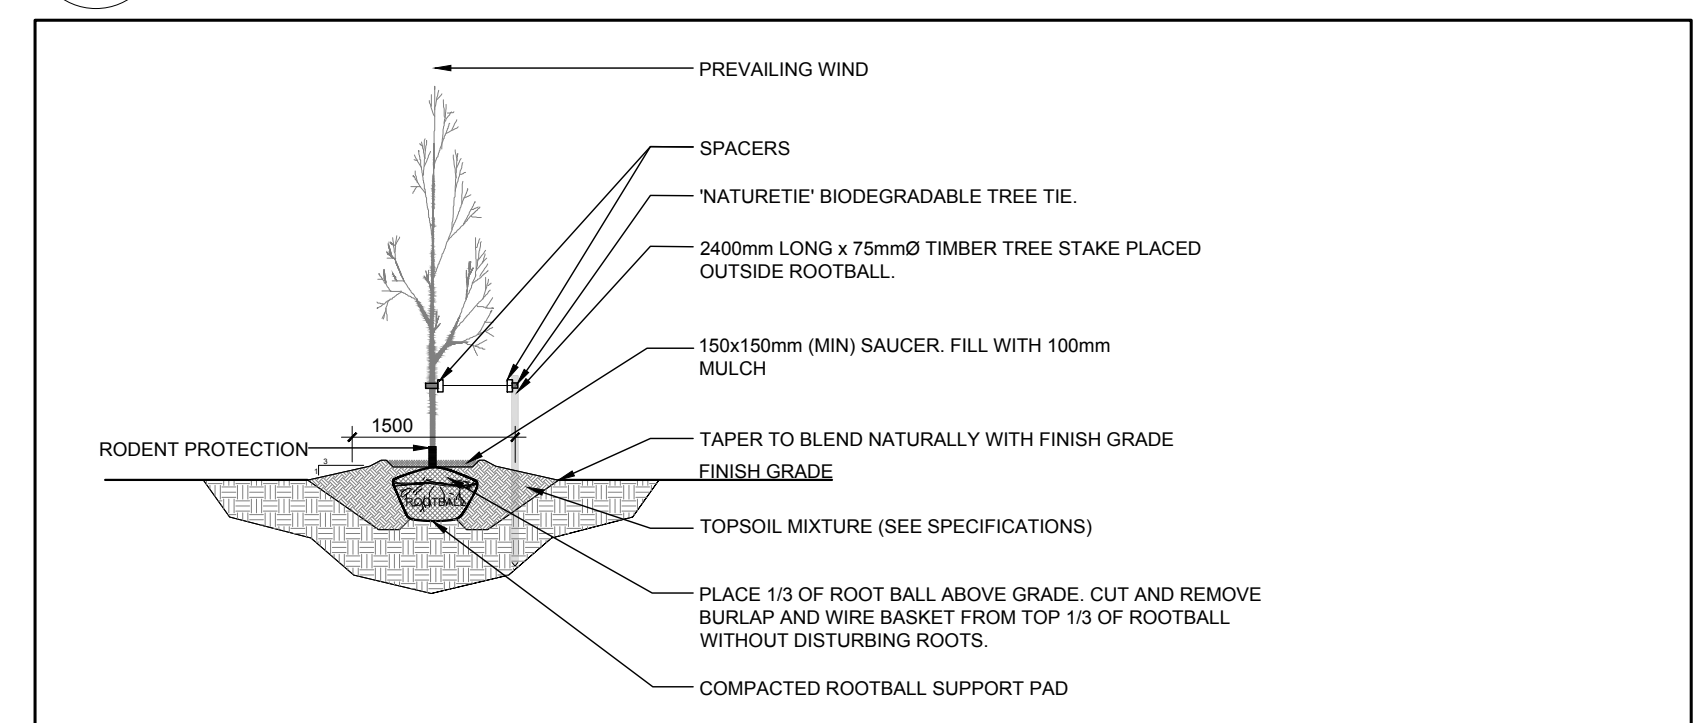 PREVAILING WIND
SPACERS
'NATURETIE' BIODEGRADABLE TREE TIE.
2400mm LONG x 75mmØ TIMBER TREE STAKE PLACED
OUTSIDE ROOTBALL.
150x150mm (MIN) SAUCER. FILL WITH 100mm
MULCH
1500
RODENT PROTECTION
TAPER TO BLEND NATURALLY WITH FINISH GRADE
3
1
FINISH GRADE
ROOTBALL
TOPSOIL MIXTURE (SEE SPECIFICATIONS)
PLACE 1/3 OF ROOT BALL ABOVE GRADE. CUT AND REMOVE
BURLAP AND WIRE BASKET FROM TOP 1/3 OF ROOTBALL
WITHOUT DISTURBING ROOTS.
COMPACTED ROOTBALL SUPPORT PAD